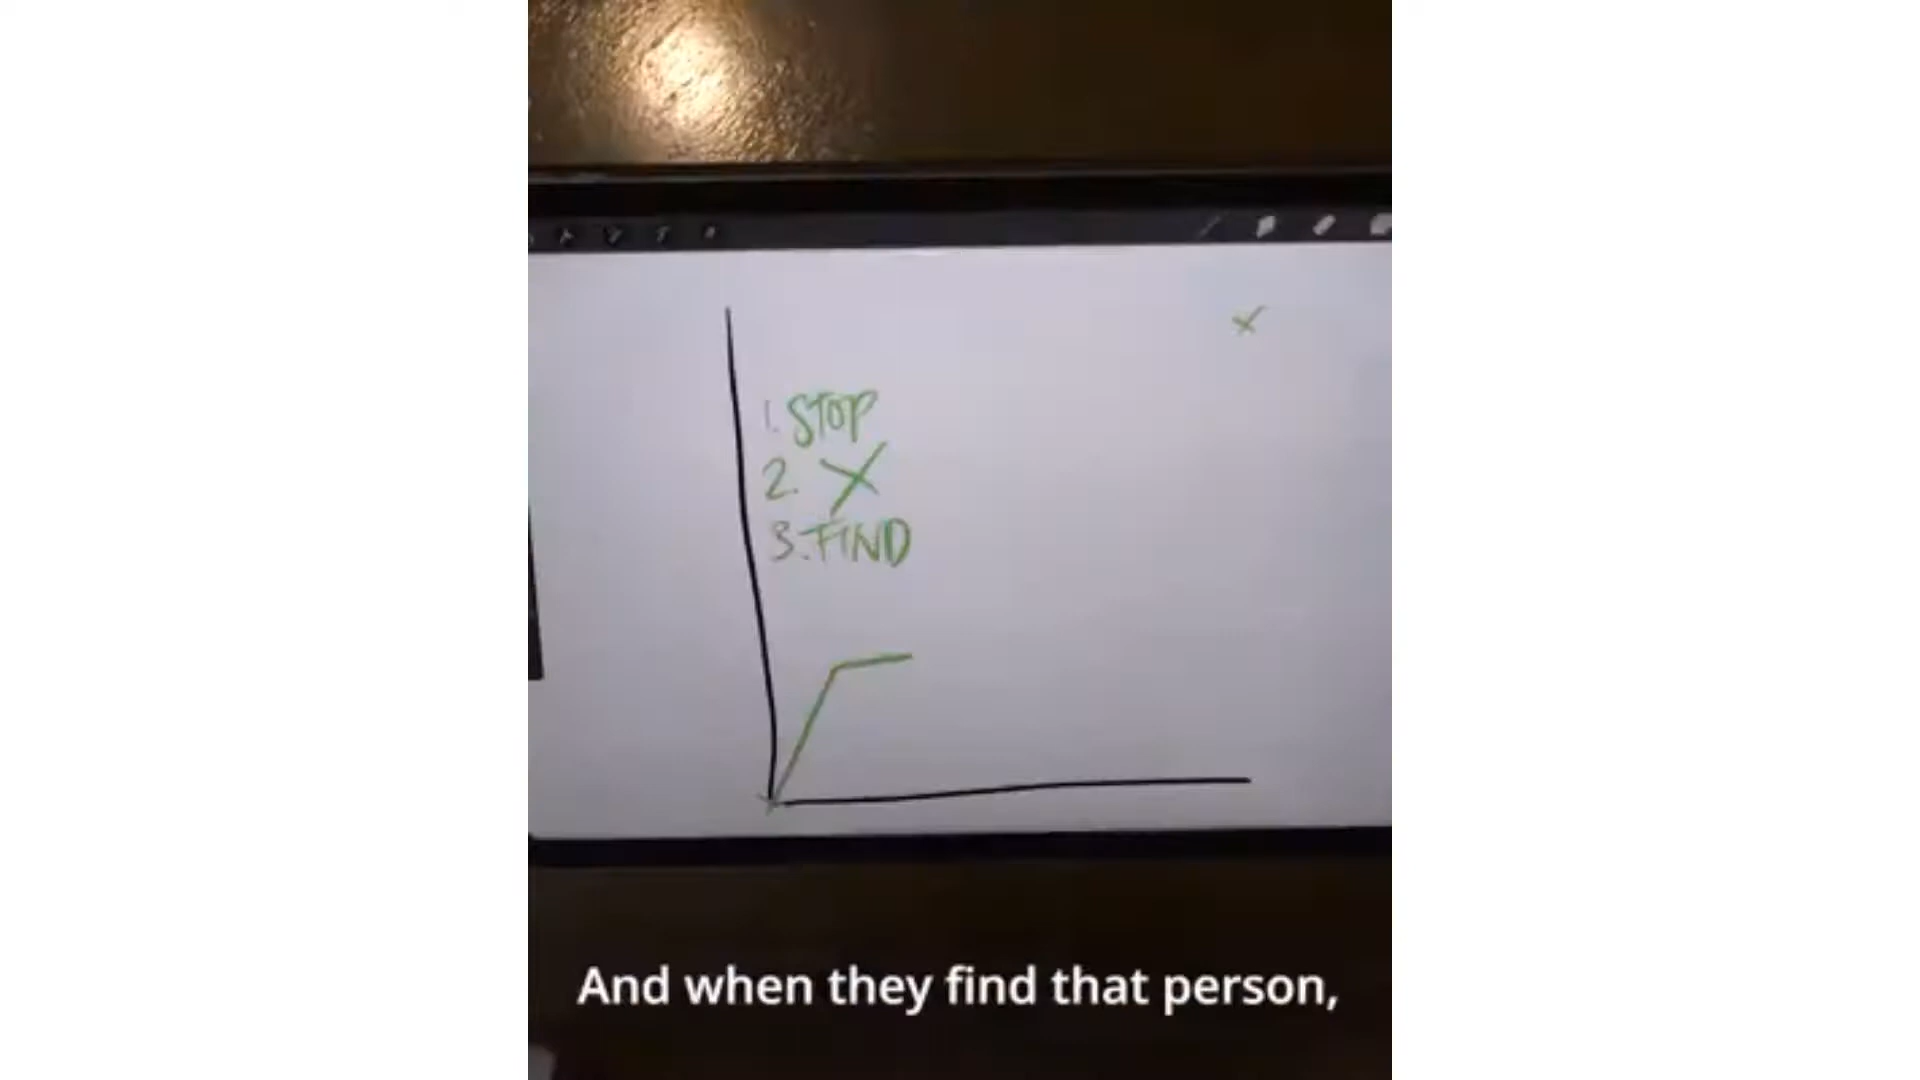 1. STOP
2. X
3. FIND
And when they find that person,